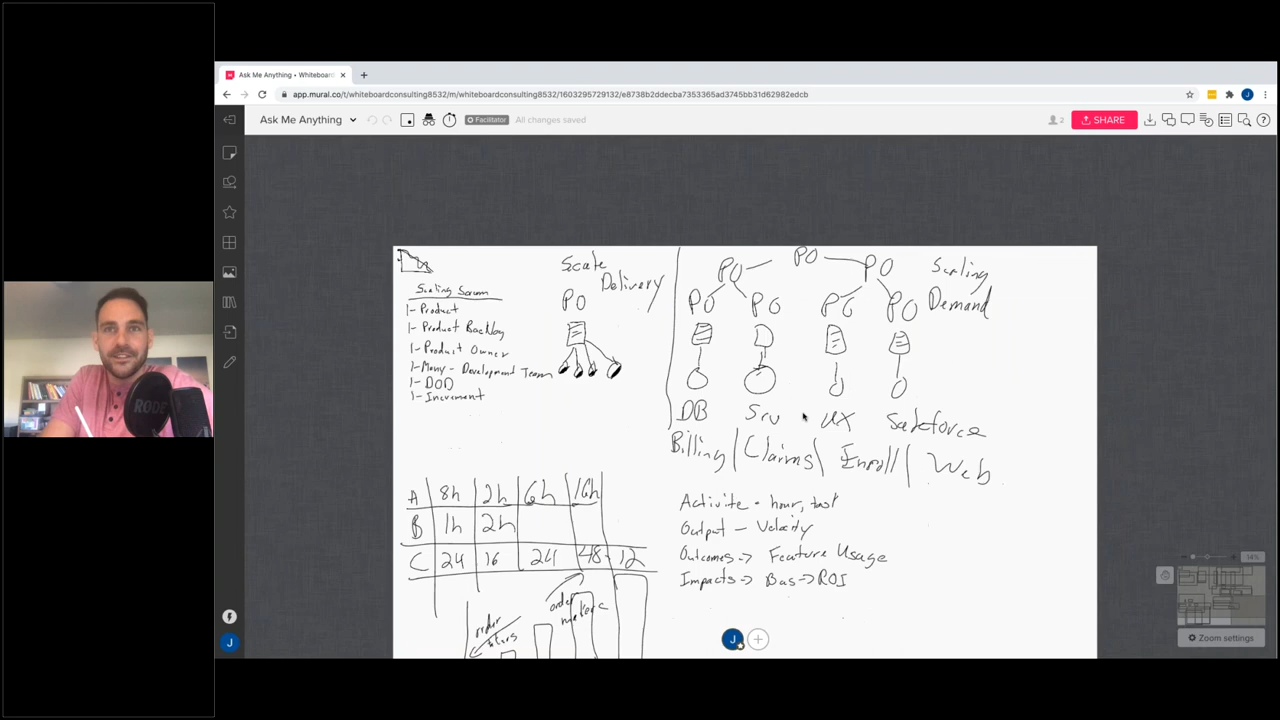 Ask Me Anything • Whiteboard
app.mural.co/t/whiteboardconsulting8532/m/whiteboardconsulting8532/1603295729132/e8738b2ddecba7353365ad3745bb31d62982edcb
J
Ask Me Anything
Facilitator
All changes saved
2
SHARE
Scaling Scrum
1- Product
1- Product Backlog
1- Product Owner
1- Many - Development Team
1- DOD
1- Increment
Scale
Delivery
PO
PO
PO
PO
PO
PO
PO
PO
Scaling
Demand
DB
Srv
UX
Salesforce
Billing | Claims | Enroll | Web
A 8h 2h 6h 16h
B 1h 2h
C 24 16 24 48 - 12
order
order
Activite - hour, task
Output - Velocity
Outcomes -> Feature Usage
Impacts -> Bus -> ROI
RODE
J
J
14%
Zoom settings